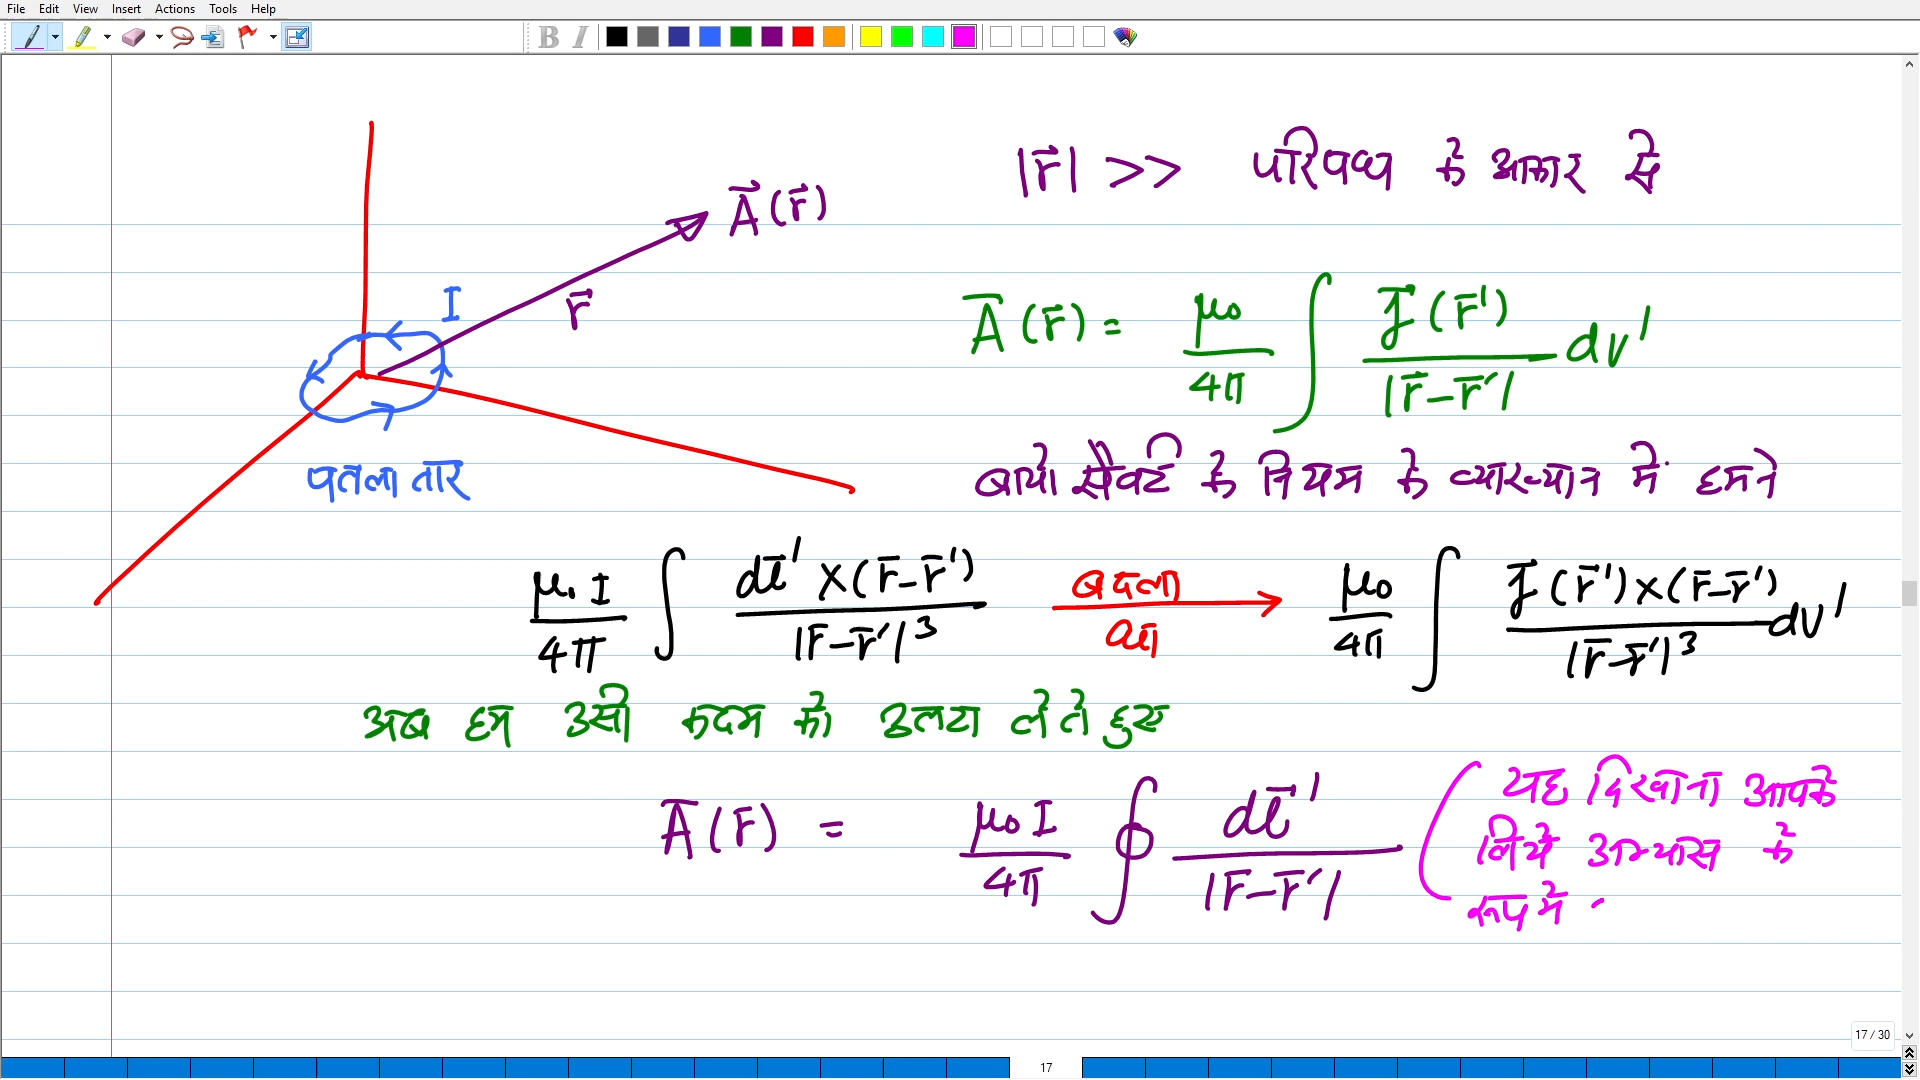 File Edit View Insert Actions Tools Help
B I
|r⃗| >> परिपथ के आकार से
A⃗(r⃗)
I
r⃗
A⃗(r⃗) = μ₀/4π ∫ J⃗(r⃗')/|r⃗-r⃗'| dv'
पतला तार
बायो सैवर्ट के नियम के व्याख्यान में हमने
μ₀I/4π ∫ dl⃗' × (r⃗-r⃗')/|r⃗-r⃗'|³ बदला था μ₀/4π ∫ J⃗(r⃗')×(r⃗-r⃗')/|r⃗-r⃗'|³ dv'
अब हम उसी कदम को उलटा लेते हुए
A⃗(r⃗) = μ₀I/4π ∮ dl⃗'/|r⃗-r⃗'|
( यह दिखाना आपके
लिये अभ्यास के
रूप में
17 / 30
17